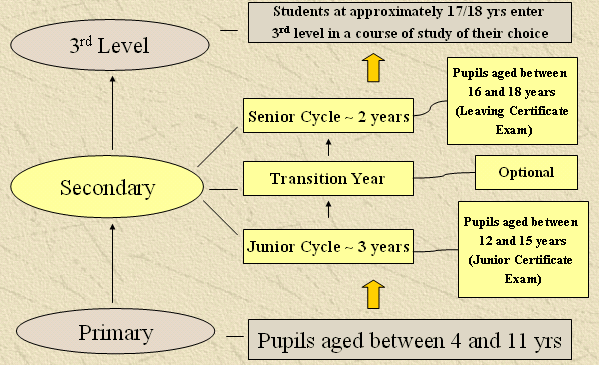 Students at approximately 17/18 yrs enter
3rd level in a course of study of their choice
3rd Level
Pupils aged between
16 and 18 years
(Leaving Certificate
Exam)
Senior Cycle ~ 2 years
Secondary
Transition Year
Optional
Junior Cycle ~ 3 years
Pupils aged between
12 and 15 years
(Junior Certificate
Exam)
Primary
Pupils aged between 4 and 11 yrs